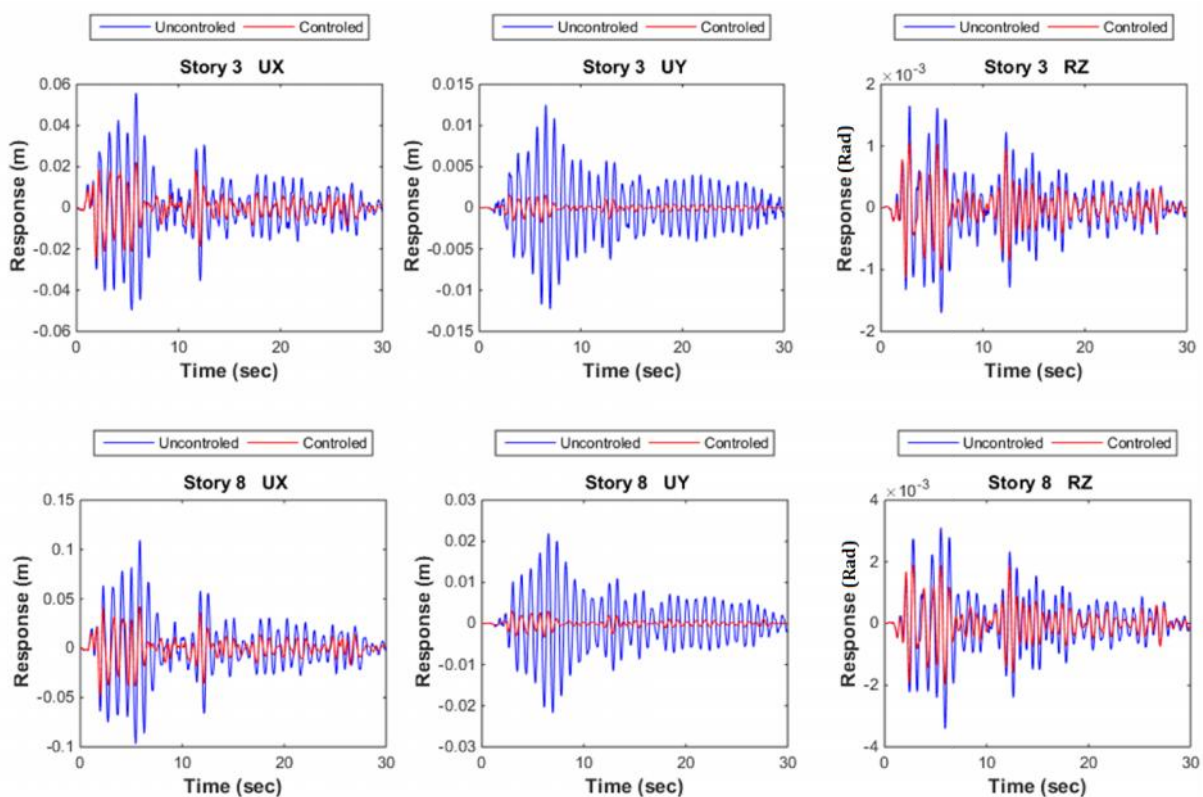 Uncontroled Controled
Uncontroled Controled
Uncontroled Controled
Story 3 UX
Story 3 UY
Story 3 RZ
0.06
0.04
0.02
0
-0.02
-0.04
-0.06
Response (m)
0 10 20 30
Time (sec)
0.015
0.01
0.005
0
-0.005
-0.01
-0.015
Response (m)
0 10 20 30
Time (sec)
×10-3
2
1
0
-1
-2
Response (Rad)
0 10 20 30
Time (sec)
Uncontroled Controled
Uncontroled Controled
Uncontroled Controled
Story 8 UX
Story 8 UY
Story 8 RZ
0.15
0.1
0.05
0
-0.05
-0.1
Response (m)
0 10 20 30
Time (sec)
0.03
0.02
0.01
0
-0.01
-0.02
-0.03
Response (m)
0 10 20 30
Time (sec)
×10-3
4
2
0
-2
-4
Response (Rad)
0 10 20 30
Time (sec)